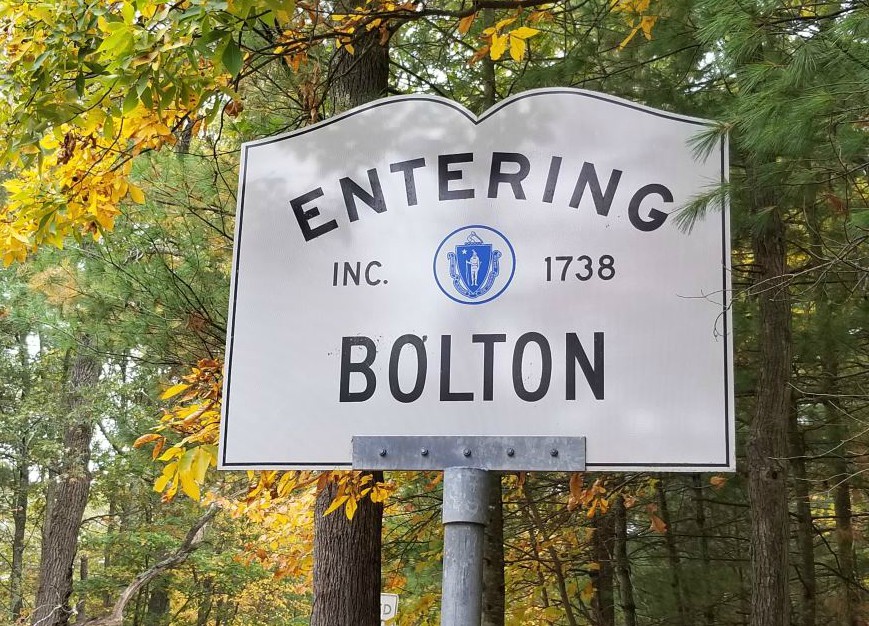 ENTERING
INC. 1738
BOLTON